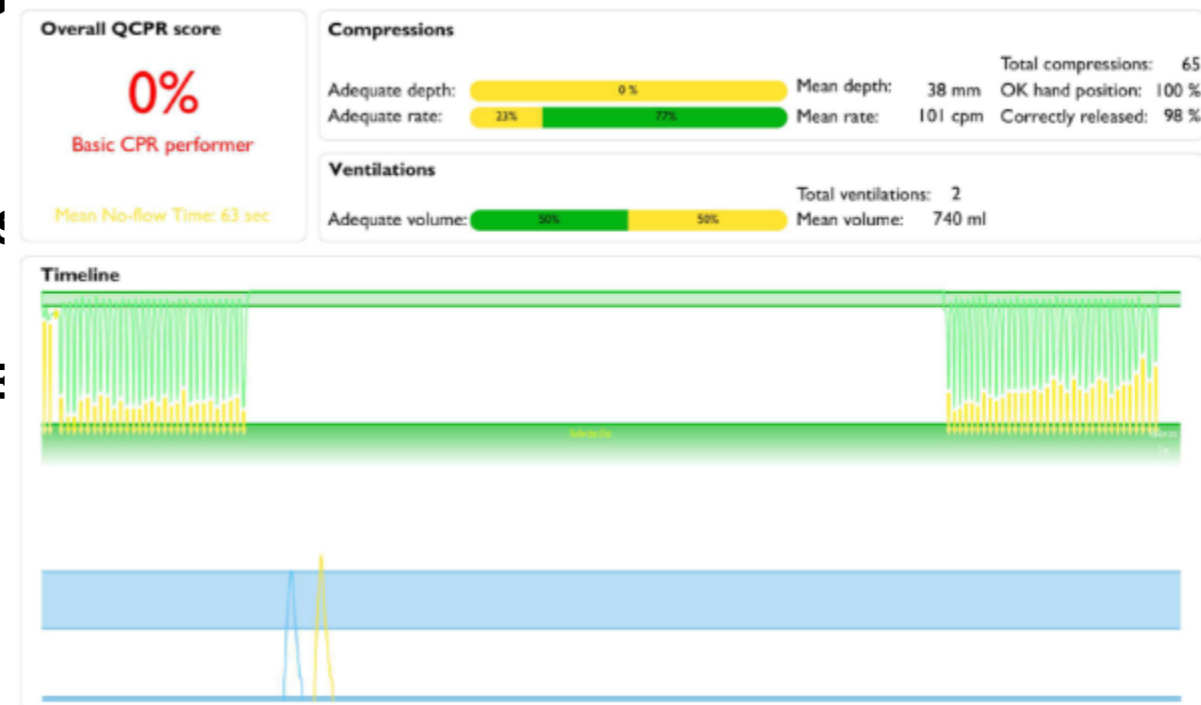 Overall QCPR score
0%
Basic CPR performer
Mean No-flow Time: 63 sec
Compressions
Adequate depth:
0 %
Adequate rate:
23%
77%
Mean depth:
38 mm
Mean rate:
101 cpm
Total compressions:
65
OK hand position:
100 %
Correctly released:
98 %
Ventilations
Adequate volume:
50%
50%
Total ventilations:
2
Mean volume:
740 ml
Timeline